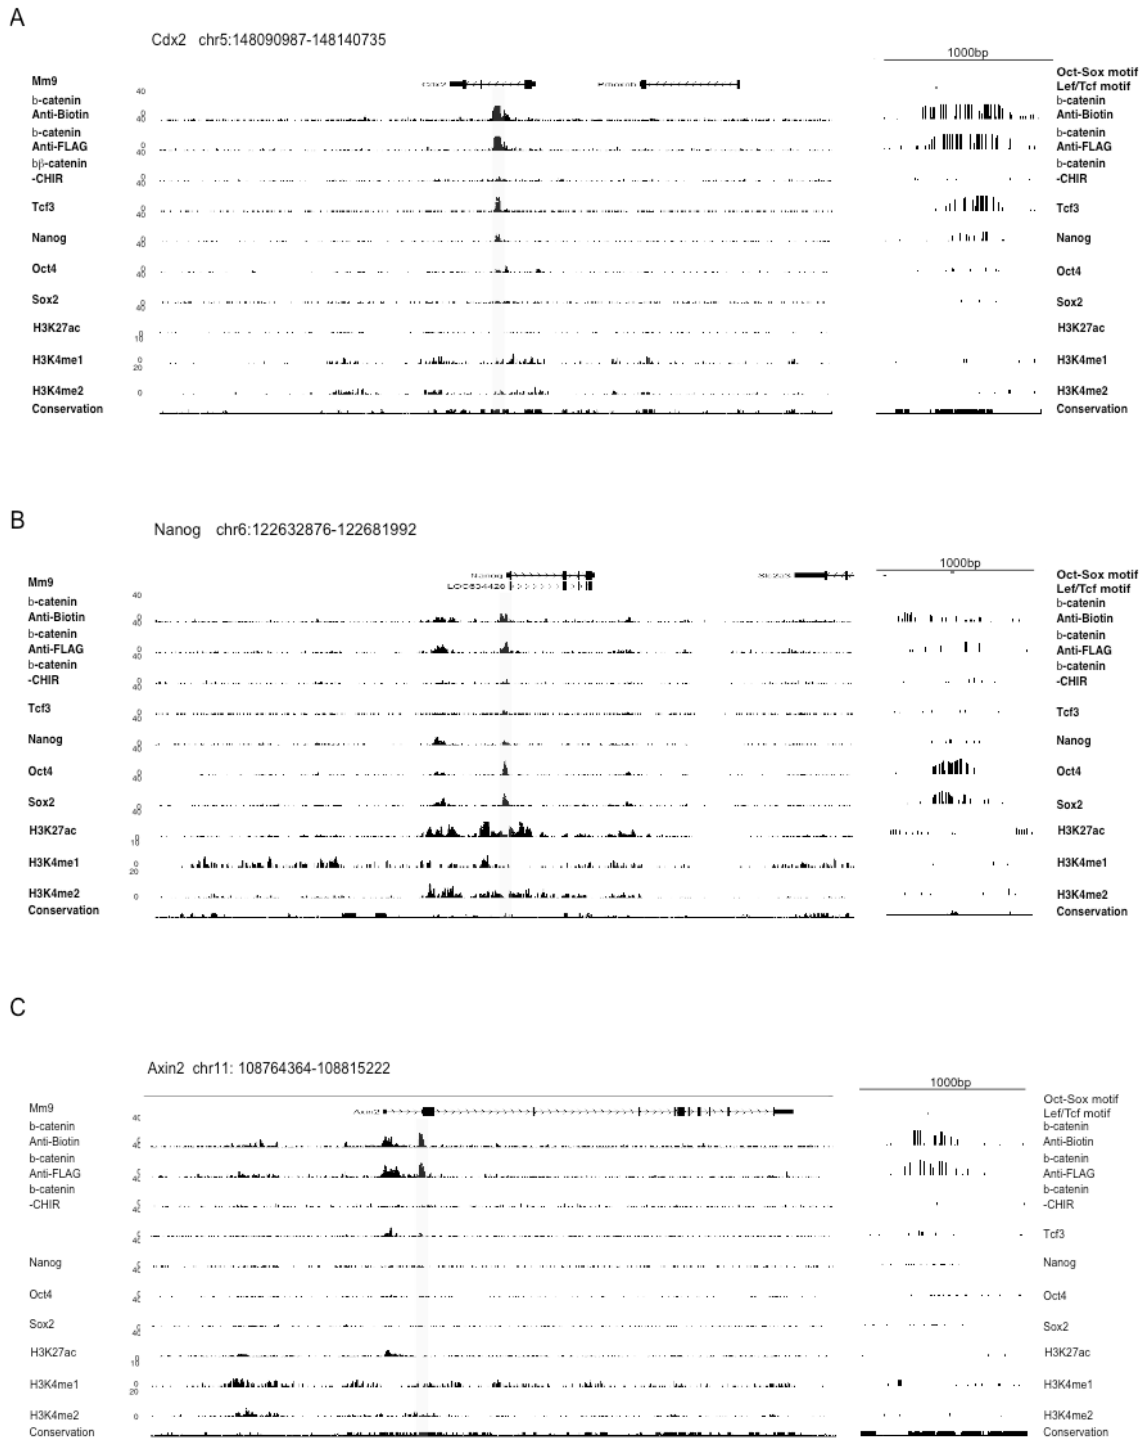 A
Cdx2 chr5:148090987-148140735
1000bp
Mm9
Cdx2
Oct-Sox motif
Lef/Tcf motif
b-catenin
Anti-Biotin
b-catenin
Anti-Biotin
b-catenin
Anti-FLAG
b-catenin
Anti-FLAG
bβ-catenin
-CHIR
b-catenin
-CHIR
Tcf3
Tcf3
Nanog
Nanog
Oct4
Oct4
Sox2
Sox2
H3K27ac
H3K27ac
H3K4me1
H3K4me1
H3K4me2
H3K4me2
Conservation
Conservation
B
Nanog chr6:122632876-122681992
1000bp
Mm9
Nanog
Oct-Sox motif
Lef/Tcf motif
b-catenin
Anti-Biotin
b-catenin
Anti-Biotin
b-catenin
Anti-FLAG
b-catenin
Anti-FLAG
b-catenin
-CHIR
b-catenin
-CHIR
Tcf3
Tcf3
Nanog
Nanog
Oct4
Oct4
Sox2
Sox2
H3K27ac
H3K27ac
H3K4me1
H3K4me1
H3K4me2
H3K4me2
Conservation
Conservation
C
Axin2 chr11: 108764364-108815222
1000bp
Mm9
Axin2
Oct-Sox motif
Lef/Tcf motif
b-catenin
Anti-Biotin
b-catenin
Anti-Biotin
b-catenin
Anti-FLAG
b-catenin
Anti-FLAG
b-catenin
-CHIR
b-catenin
-CHIR
Tcf3
Nanog
Nanog
Oct4
Oct4
Sox2
Sox2
H3K27ac
H3K27ac
H3K4me1
H3K4me1
H3K4me2
H3K4me2
Conservation
Conservation